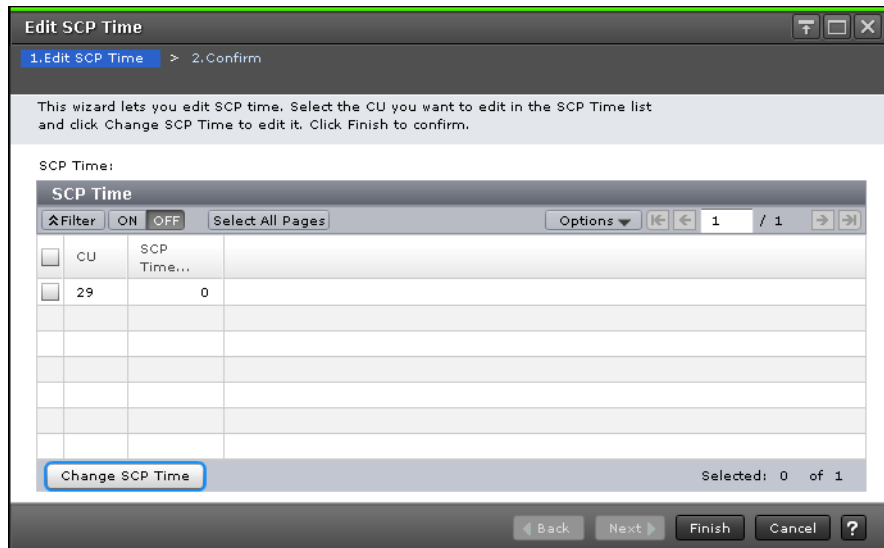 Edit SCP Time
1.Edit SCP Time > 2.Confirm
This wizard lets you edit SCP time. Select the CU you want to edit in the SCP Time list
and click Change SCP Time to edit it. Click Finish to confirm.
SCP Time:
SCP Time
Filter ON OFF Select All Pages Options 1 / 1
CU SCP
Time...
29 0
Change SCP Time Selected: 0 of 1
Back Next Finish Cancel ?